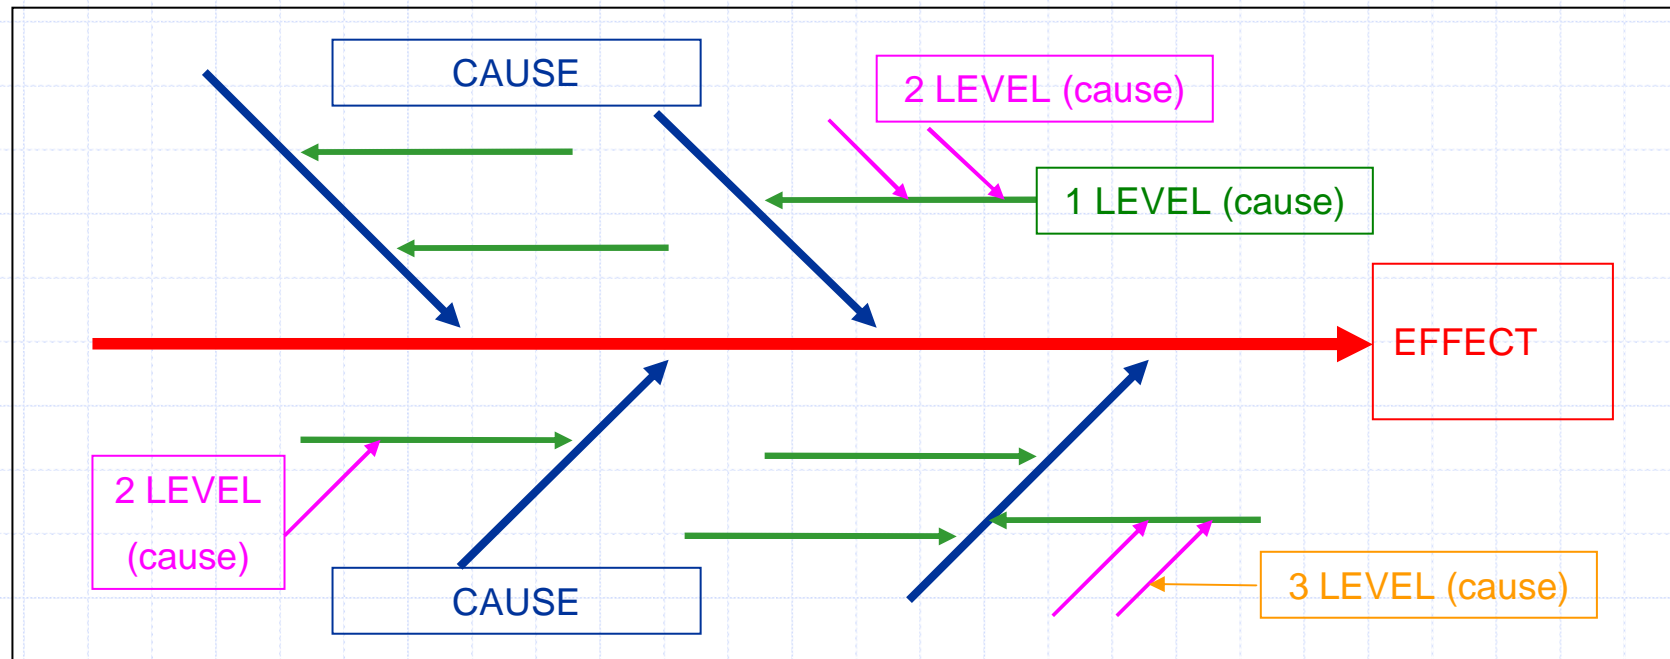 CAUSE
2 LEVEL (cause)
1 LEVEL (cause)
EFFECT
2 LEVEL
(cause)
CAUSE
3 LEVEL (cause)